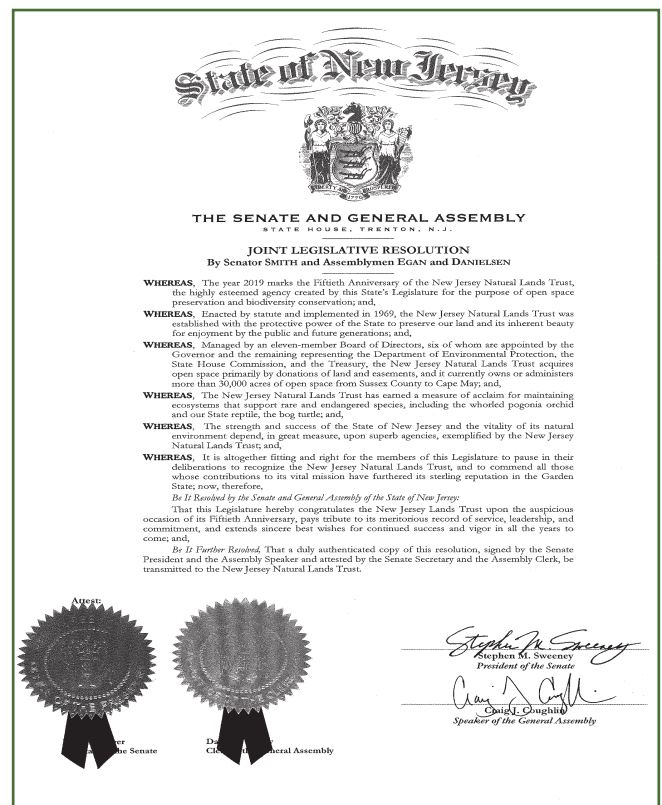 State of New Jersey
LIBERTY AND PROSPERITY
1776
THE SENATE AND GENERAL ASSEMBLY
STATE HOUSE, TRENTON, N.J.
JOINT LEGISLATIVE RESOLUTION
By Senator SMITH and Assemblymen EGAN and DANIELSEN
WHEREAS, The year 2019 marks the Fiftieth Anniversary of the New Jersey Natural Lands Trust,
the highly esteemed agency created by this State's Legislature for the purpose of open space
preservation and biodiversity conservation; and,
WHEREAS, Enacted by statute and implemented in 1969, the New Jersey Natural Lands Trust was
established with the protective power of the State to preserve our land and its inherent beauty
for enjoyment by the public and future generations; and,
WHEREAS, Managed by an eleven-member Board of Directors, six of whom are appointed by the
Governor and the remaining representing the Department of Environmental Protection, the
State House Commission, and the Treasury, the New Jersey Natural Lands Trust acquires
open space primarily by donations of land and easements, and it currently owns or administers
more than 30,000 acres of open space from Sussex County to Cape May; and,
WHEREAS, The New Jersey Natural Lands Trust has earned a measure of acclaim for maintaining
ecosystems that support rare and endangered species, including the whorled pogonia orchid
and our State reptile, the bog turtle; and,
WHEREAS, The strength and success of the State of New Jersey and the vitality of its natural
environment depend, in great measure, upon superb agencies, exemplified by the New Jersey
Natural Lands Trust; and,
WHEREAS, It is altogether fitting and right for the members of this Legislature to pause in their
deliberations to recognize the New Jersey Natural Lands Trust, and to commend all those
whose contributions to its vital mission have furthered its sterling reputation in the Garden
State; now, therefore,
Be It Resolved by the Senate and General Assembly of the State of New Jersey:
That this Legislature hereby congratulates the New Jersey Lands Trust upon the auspicious
occasion of its Fiftieth Anniversary, pays tribute to its meritorious record of service, leadership, and
commitment, and extends sincere best wishes for continued success and vigor in all the years to
come; and,
Be It Further Resolved, That a duly authenticated copy of this resolution, signed by the Senate
President and the Assembly Speaker and attested by the Senate Secretary and the Assembly Clerk, be
transmitted to the New Jersey Natural Lands Trust.
Attest:
Stephen M. Sweeney
Stephen M. Sweeney
President of the Senate
Craig J. Coughlin
Craig J. Coughlin
Speaker of the General Assembly
the Senate
General Assembly